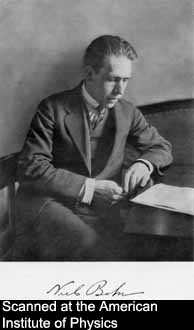 Niels Bohr
Scanned at the American
Institute of Physics